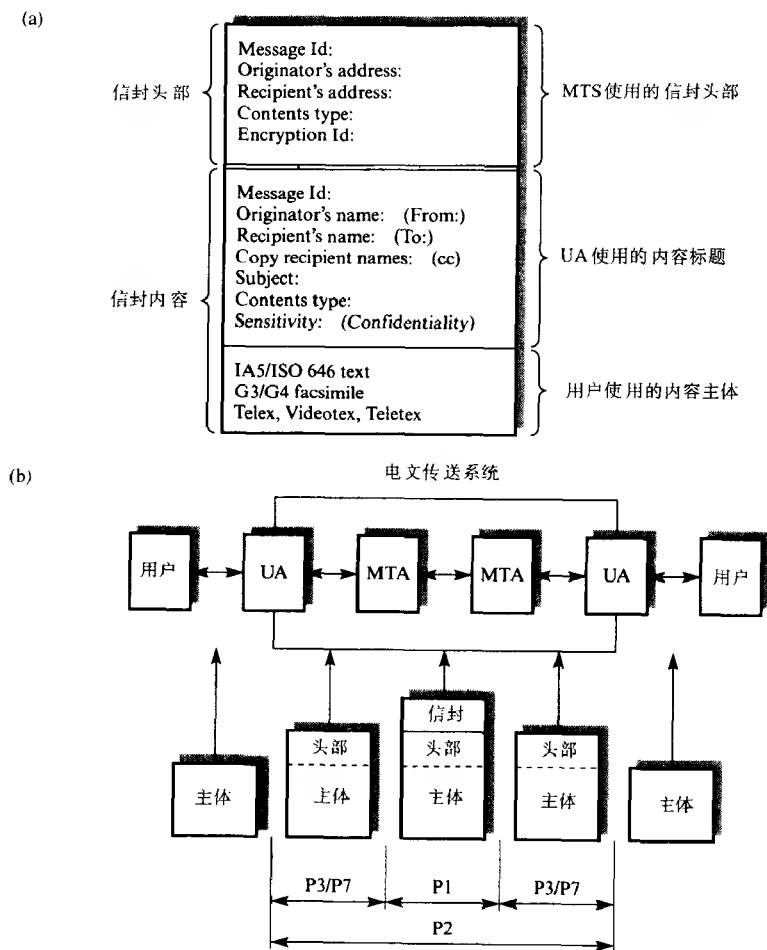 (a)
Message Id:
Originator's address:
Recipient's address:
Contents type:
Encryption Id:
信封头部
MTS使用的信封头部
Message Id:
Originator's name: (From:)
Recipient's name: (To:)
Copy recipient names: (cc)
Subject:
Contents type:
Sensitivity: (Confidentiality)
信封内容
UA使用的内容标题
IA5/ISO 646 text
G3/G4 facsimile
Telex, Videotex, Teletex
用户使用的内容主体
(b)
电文传送系统
用户 UA MTA MTA UA 用户
信封
头部 头部 头部
主体 主体 主体 主体 主体
P3/P7 P1 P3/P7
P2